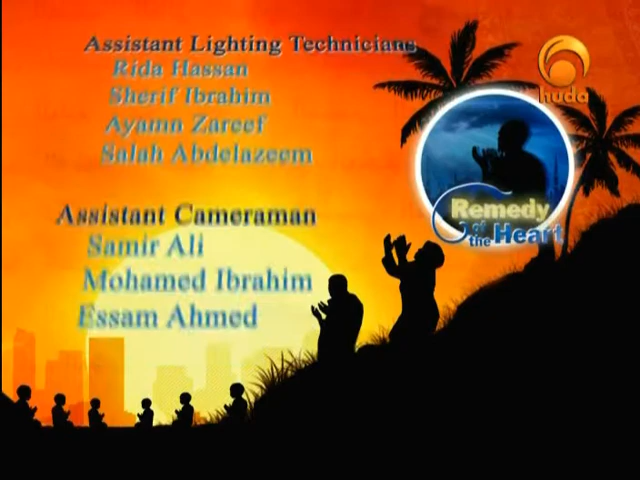 Assistant Lighting Technicians
Rida Hassan
Sherif Ibrahim
Ayamn Zareef
Salah Abdelazeem
Assistant Cameraman
Samir Ali
Mohamed Ibrahim
Essam Ahmed
huda
Remedy
of
the Heart